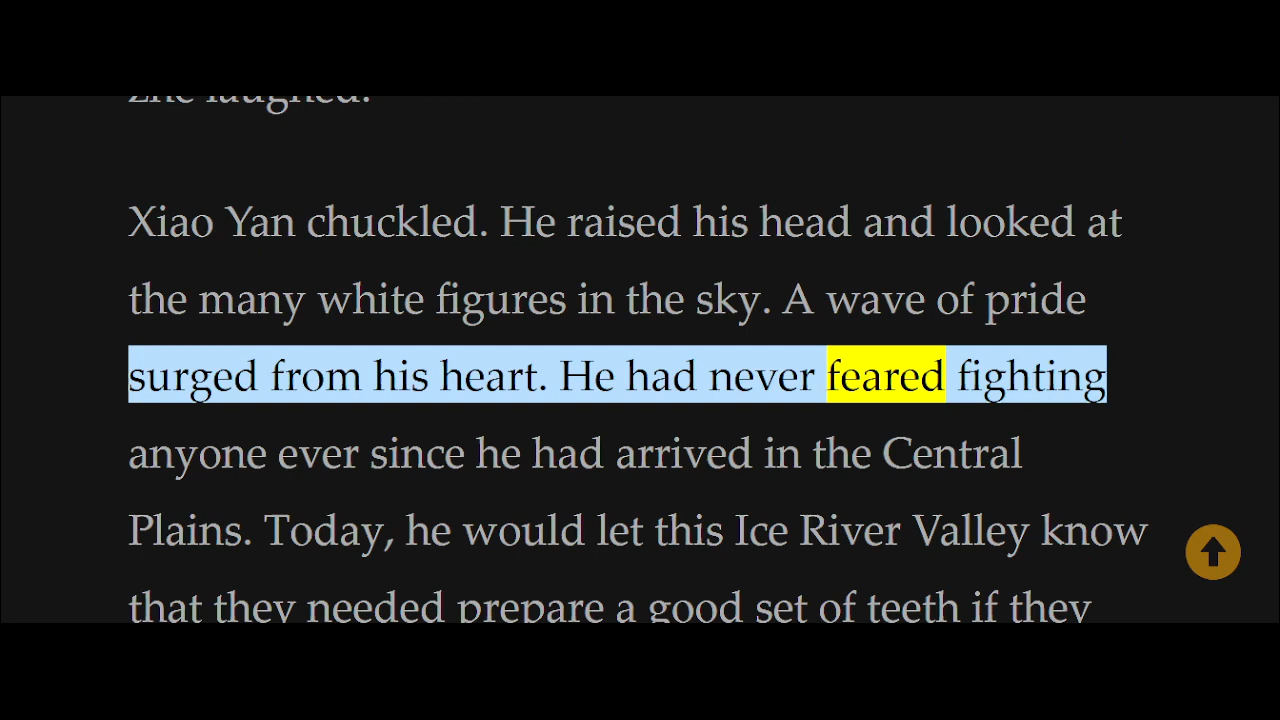 Zhe laughed.
Xiao Yan chuckled. He raised his head and looked at
the many white figures in the sky. A wave of pride
surged from his heart. He had never feared fighting
anyone ever since he had arrived in the Central
Plains. Today, he would let this Ice River Valley know
that they needed prepare a good set of teeth if they